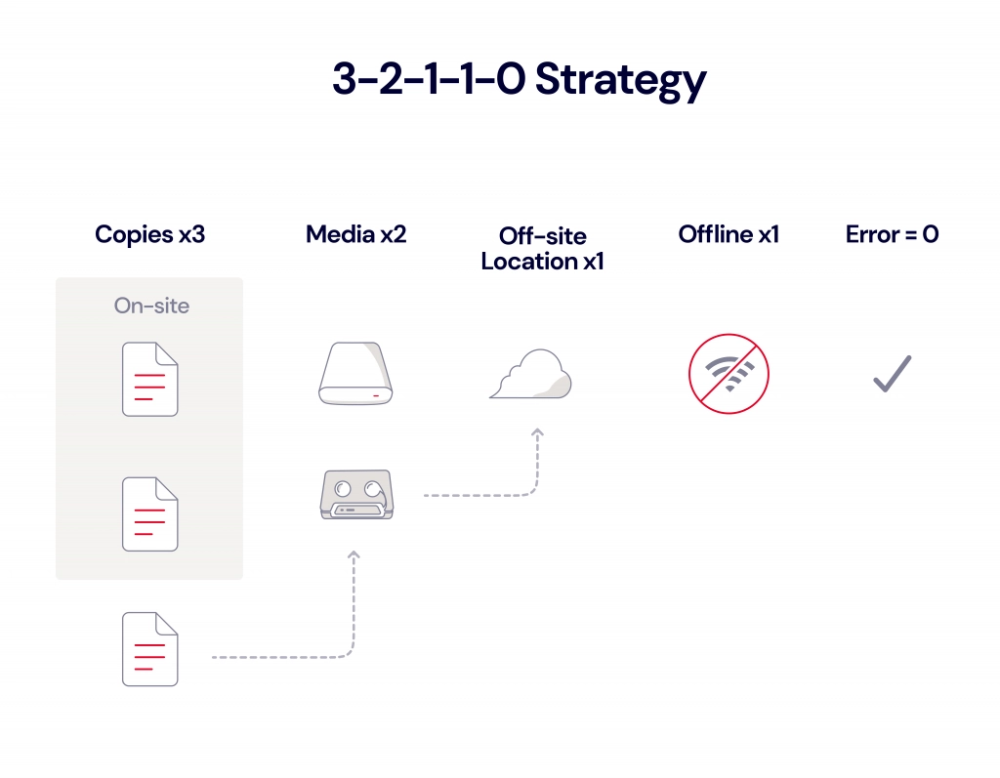 3-2-1-1-0 Strategy
Copies x3
Media x2
Off-site
Location x1
Offline x1
Error = 0
On-site